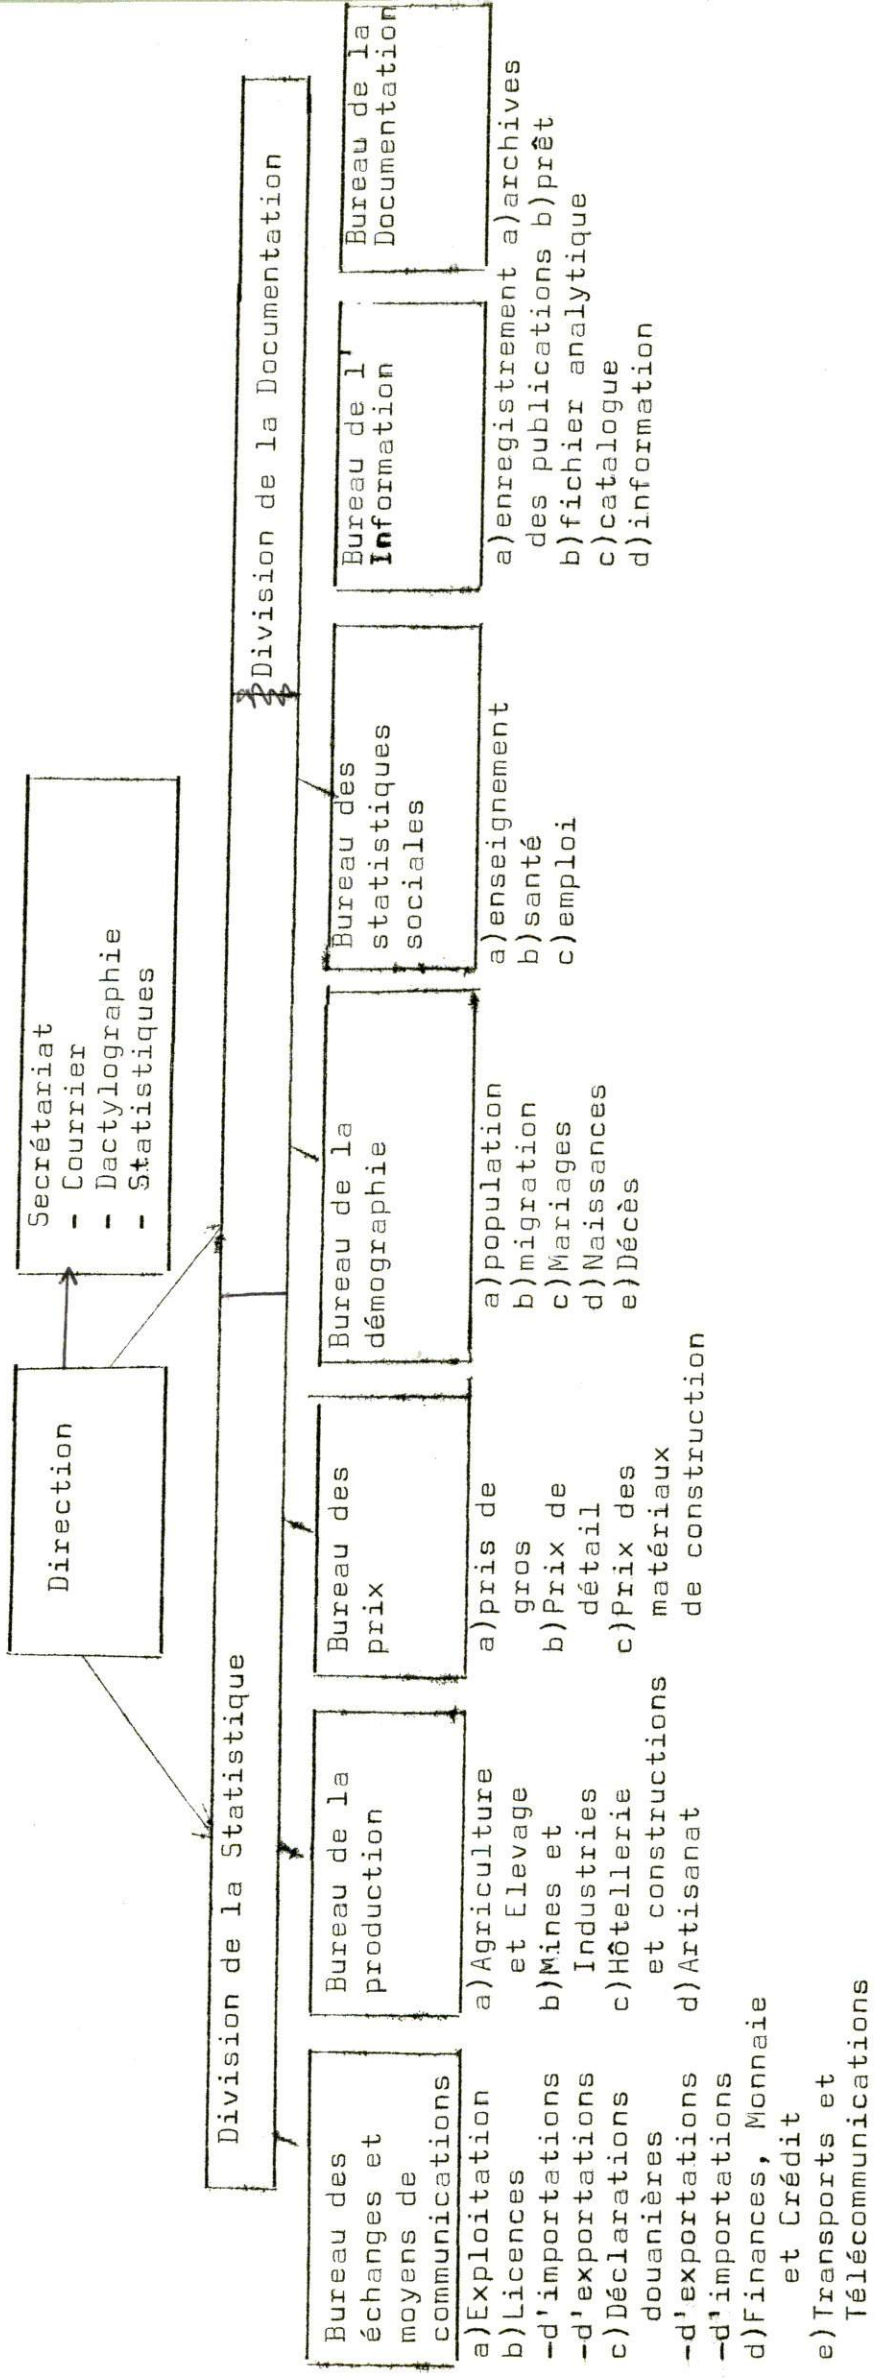 Direction
Secrétariat
- Courrier
- Dactylographie
- Statistiques
Division de la Statistique
Division de la Documentation
Bureau des
échanges et
moyens de
communications
a)Exploitation
b)Licences
-d'importations
-d'exportations
c)Déclarations
douanières
-d'exportations
-d'importations
d)Finances, Monnaie
et Crédit
e)Transports et
Télécommunications
Bureau de la
production
a)Agriculture
et Elevage
b)Mines et
Industries
c)Hôtellerie
et constructions
d)Artisanat
Bureau des
prix
a)pris de
gros
b)Prix de
détail
c)Prix des
matériaux
de construction
Bureau de la
démographie
a)population
b)migration
c)Mariages
d)Naissances
e)Décès
Bureau des
statistiques
sociales
a)enseignement
b)santé
c)emploi
Bureau de l'
Information
a)enregistrement
des publications
b)fichier analytique
c)catalogue
d)information
Bureau de la
Documentation
a)archives
b)prêt